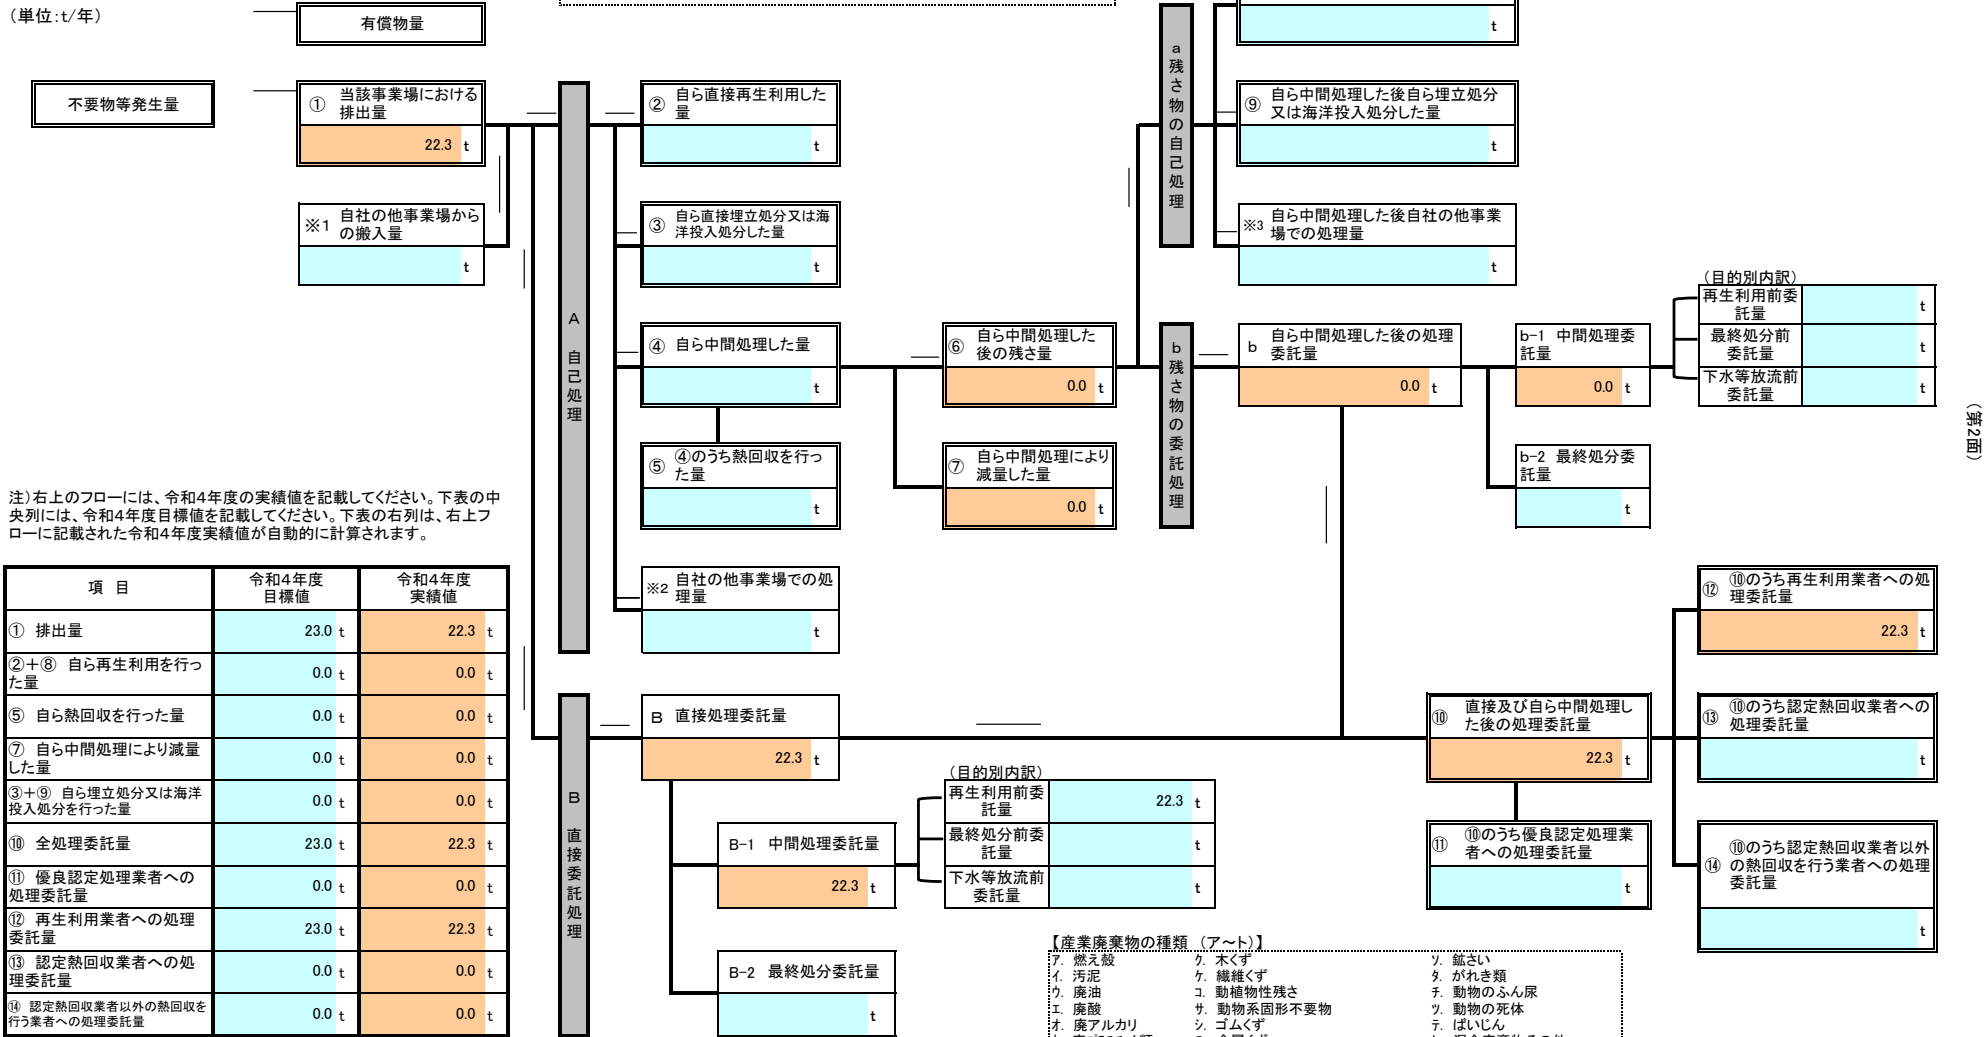 （単位：t/年）
有償物量
t
不要物等発生量
① 当該事業場における
排出量
22.3 t
※1 自社の他事業場から
の搬入量
t
A 自己処理
② 自ら直接再生利用した
量
t
③ 自ら直接埋立処分又は海
洋投入処分した量
t
④ 自ら中間処理した量
t
⑤ ④のうち熱回収を行っ
た量
t
※2 自社の他事業場での処
理量
t
⑥ 自ら中間処理した
後の残さ量
0.0 t
⑦ 自ら中間処理により
減量した量
0.0 t
a 残さ物の自己処理
⑨ 自ら中間処理した後自ら埋立処分
又は海洋投入処分した量
t
※3 自ら中間処理した後自社の他事業
場での処理量
t
b 残さ物の委託処理
b 自ら中間処理した後の処理
委託量
0.0 t
b-1 中間処理委
託量
0.0 t
b-2 最終処分委
託量
t
（目的別内訳）
再生利用前委
託量
t
最終処分前
委託量
t
下水等放流前
委託量
t
（第2面）
注）右上のフローには、令和４年度の実績値を記載してください。下表の中
央列には、令和４年度目標値を記載してください。下表の右列は、右上フ
ローに記載された令和４年度実績値が自動的に計算されます。
項 目 令和４年度
目標値 令和４年度
実績値
① 排出量 23.0 t 22.3 t
②＋⑧ 自ら再生利用を行っ
た量 0.0 t 0.0 t
⑤ 自ら熱回収を行った量 0.0 t 0.0 t
⑦ 自ら中間処理により減量
した量 0.0 t 0.0 t
③＋⑨ 自ら埋立処分又は海洋
投入処分を行った量 0.0 t 0.0 t
⑩ 全処理委託量 23.0 t 22.3 t
⑪ 優良認定処理業者への
処理委託量 0.0 t 0.0 t
⑫ 再生利用業者への処理
委託量 23.0 t 22.3 t
⑬ 認定熱回収業者への処
理委託量 0.0 t 0.0 t
⑭ 認定熱回収業者以外の熱回収を
行う業者への処理委託量 0.0 t 0.0 t
B 直接委託処理
B 直接処理委託量
22.3 t
B-1 中間処理委託量
22.3 t
B-2 最終処分委託量
t
（目的別内訳）
再生利用前委
託量
22.3 t
最終処分前委
託量
t
下水等放流前
委託量
t
⑩ 直接及び自ら中間処理し
た後の処理委託量
22.3 t
⑪ ⑩のうち優良認定処理業
者への処理委託量
t
⑫ ⑩のうち再生利用業者への処
理委託量
22.3 t
⑬ ⑩のうち認定熱回収業者への
処理委託量
t
⑭ ⑩のうち認定熱回収業者以外
の熱回収を行う業者への処理
委託量
t
【産業廃棄物の種類 （ア～ト）】
ア. 燃え殻 ク. 木くず ソ. 鉱さい
イ. 汚泥 ケ. 繊維くず タ. がれき類
ウ. 廃油 コ. 動植物性残さ チ. 動物のふん尿
エ. 廃酸 サ. 動物系固形不要物 ツ. 動物の死体
オ. 廃アルカリ シ. ゴムくず テ. ばいじん